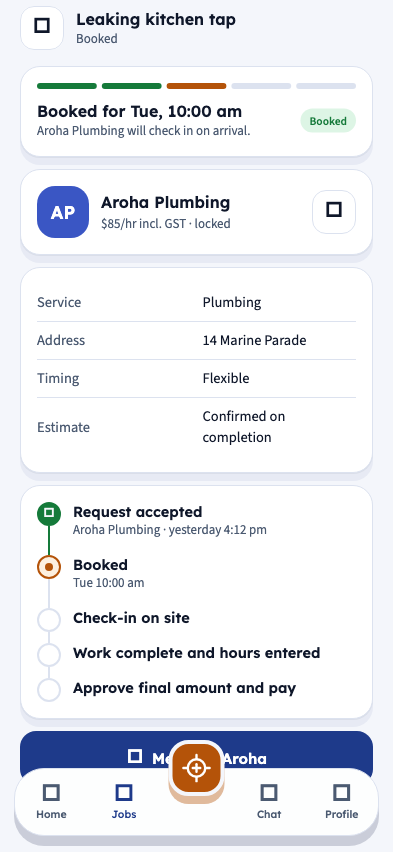 Leaking kitchen tap
Booked
Booked for Tue, 10:00 am
Aroha Plumbing will check in on arrival.
Booked
AP
Aroha Plumbing
$85/hr incl. GST · locked
Service
Plumbing
Address
14 Marine Parade
Timing
Flexible
Estimate
Confirmed on
completion
Request accepted
Aroha Plumbing · yesterday 4:12 pm
Booked
Tue 10:00 am
Check-in on site
Work complete and hours entered
Approve final amount and pay
Aroha
Home
Jobs
Chat
Profile